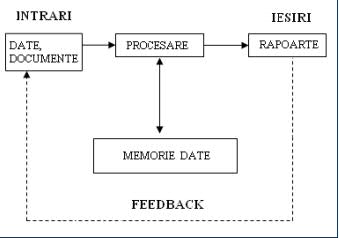 INTRARI
IESIRI
DATE,
DOCUMENTE
PROCESARE
RAPOARTE
MEMORIE DATE
FEEDBACK